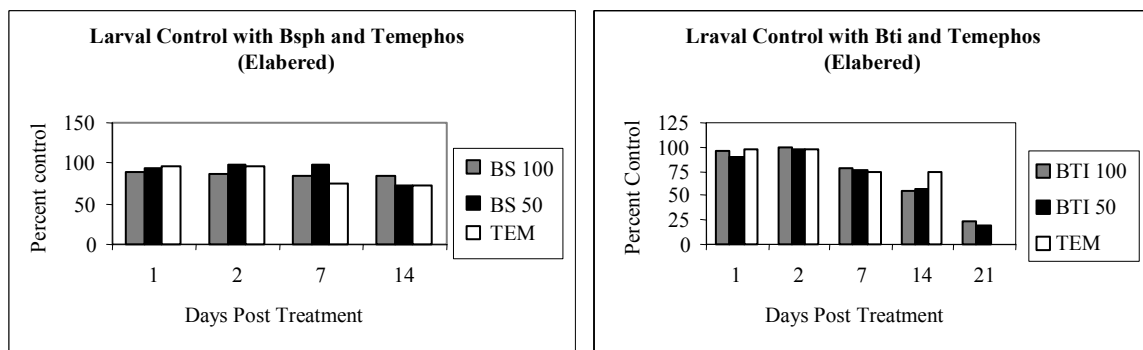 Larval Control with Bsph and Temephos
(Elabered)
Percent control
150
100
50
0
1 2 7 14
Days Post Treatment
BS 100
BS 50
TEM
Lraval Control with Bti and Temephos
(Elabered)
Percent Control
125
100
75
50
25
0
1 2 7 14 21
Days Post Treatment
BTI 100
BTI 50
TEM